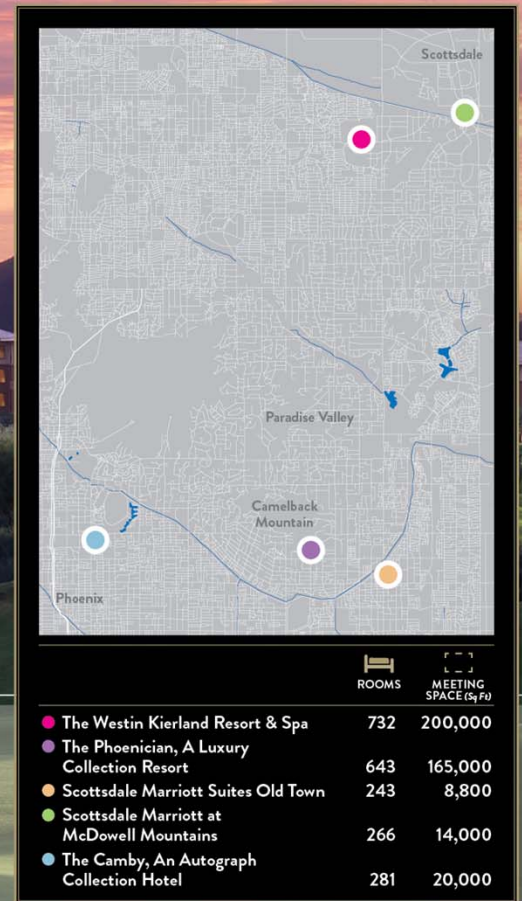 Scottsdale
Paradise Valley
Camelback
Mountain
Phoenix
ROOMS
MEETING
SPACE (Sq Ft)
The Westin Kierland Resort & Spa 732 200,000
The Phoenician, A Luxury
Collection Resort 643 165,000
Scottsdale Marriott Suites Old Town 243 8,800
Scottsdale Marriott at
McDowell Mountains 266 14,000
The Camby, An Autograph
Collection Hotel 281 20,000